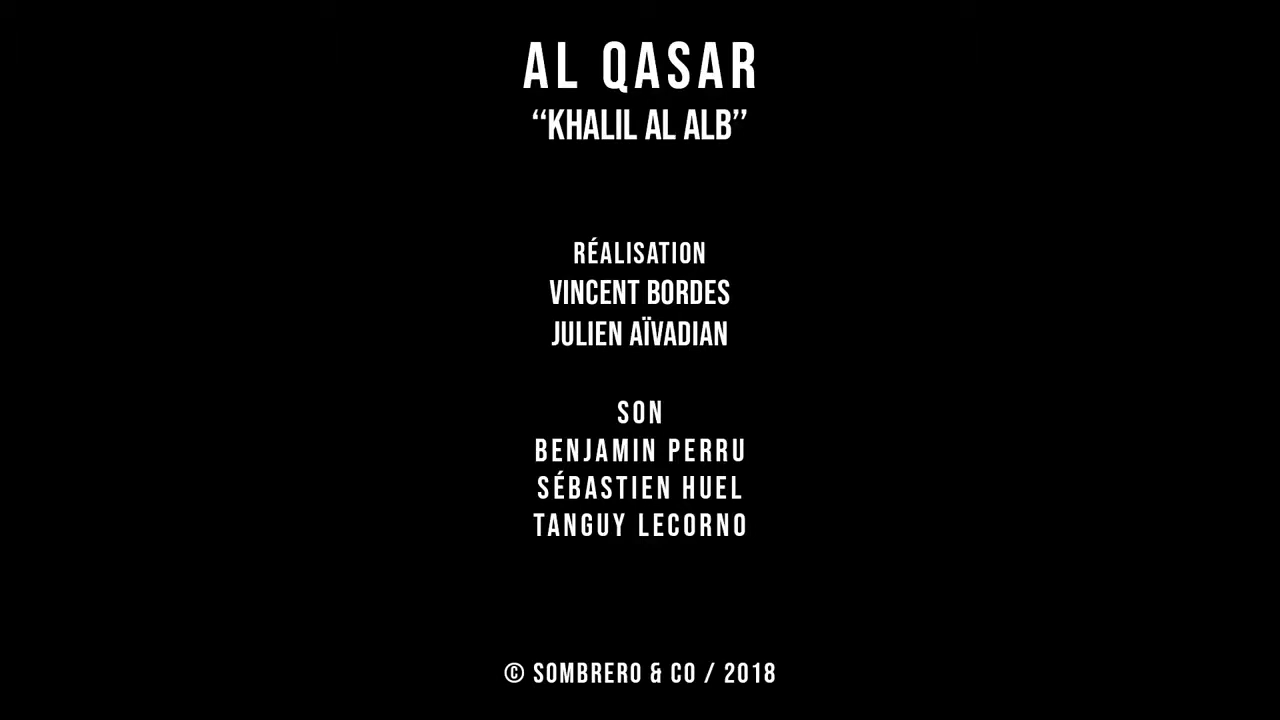 AL QASAR
“KHALIL AL ALB”
RÉALISATION
VINCENT BORDES
JULIEN AÏVADIAN
SON
BENJAMIN PERRU
SÉBASTIEN HUEL
TANGUY LECORNO
© SOMBRERO & CO / 2018